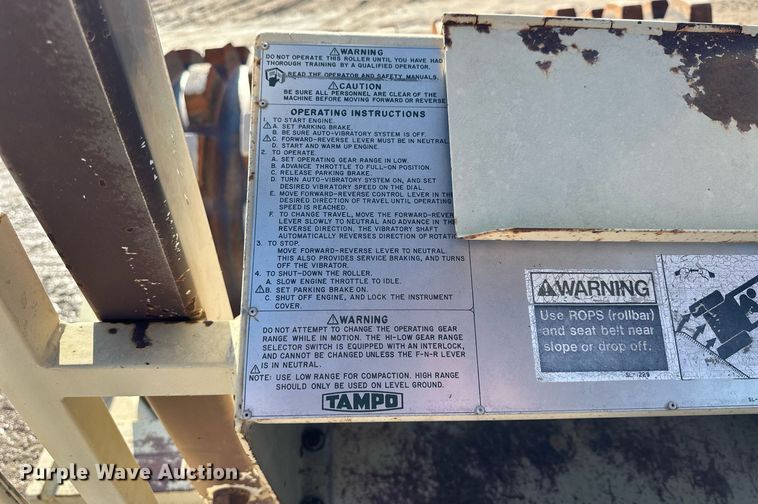 ⚠WARNING
DO NOT OPERATE THIS ROLLER UNTIL YOU HAVE HAD
THOROUGH TRAINING BY A QUALIFIED OPERATOR.
READ THE OPERATOR AND SAFETY MANUALS.
⚠CAUTION
BE SURE ALL PERSONNEL ARE CLEAR OF THE
MACHINE BEFORE MOVING FORWARD OR REVERSE
OPERATING INSTRUCTIONS
1. TO START ENGINE.
⚠A. SET PARKING BRAKE.
B. BE SURE AUTO-VIBRATORY SYSTEM IS OFF.
⚠C. FORWARD-REVERSE LEVER MUST BE IN NEUTRAL
D. START AND WARM UP ENGINE.
2. TO OPERATE.
A. SET OPERATING GEAR RANGE IN LOW.
B. ADVANCE THROTTLE TO FULL-ON POSITION.
C. RELEASE PARKING BRAKE.
D. TURN AUTO-VIBRATORY SYSTEM ON, AND SET
DESIRED VIBRATORY SPEED ON THE DIAL.
E. MOVE FORWARD-REVERSE CONTROL LEVER IN THE
DESIRED DIRECTION OF TRAVEL UNTIL OPERATING
SPEED IS REACHED.
F. TO CHANGE TRAVEL, MOVE THE FORWARD-REVER
LEVER SLOWLY TO NEUTRAL AND ADVANCE IN THE
REVERSE DIRECTION. THE VIBRATORY SHAFT
AUTOMATICALLY REVERSES DIRECTION OF ROTATI
3. TO STOP.
MOVE FORWARD-REVERSE LEVER TO NEUTRAL.
THIS ALSO PROVIDES SERVICE BRAKING, AND TURNS
OFF THE VIBRATOR.
4. TO SHUT-DOWN THE ROLLER.
A. SLOW ENGINE THROTTLE TO IDLE.
⚠B. SET PARKING BRAKE ON.
C. SHUT OFF ENGINE, AND LOCK THE INSTRUMENT
COVER.
⚠WARNING
DO NOT ATTEMPT TO CHANGE THE OPERATING GEAR
RANGE WHILE IN MOTION. THE HI-LOW GEAR RANGE
SELECTOR SWITCH IS EQUIPPED WITH AN INTERLOCK,
AND CANNOT BE CHANGED UNLESS THE F-N-R LEVER
⚠IS IN NEUTRAL.
NOTE: USE LOW RANGE FOR COMPACTION. HIGH RANGE
SHOULD ONLY BE USED ON LEVEL GROUND.
TAMPO
⚠WARNING
Use ROPS (rollbar)
and seat belt near
slope or drop off.
Purple Wave Auction